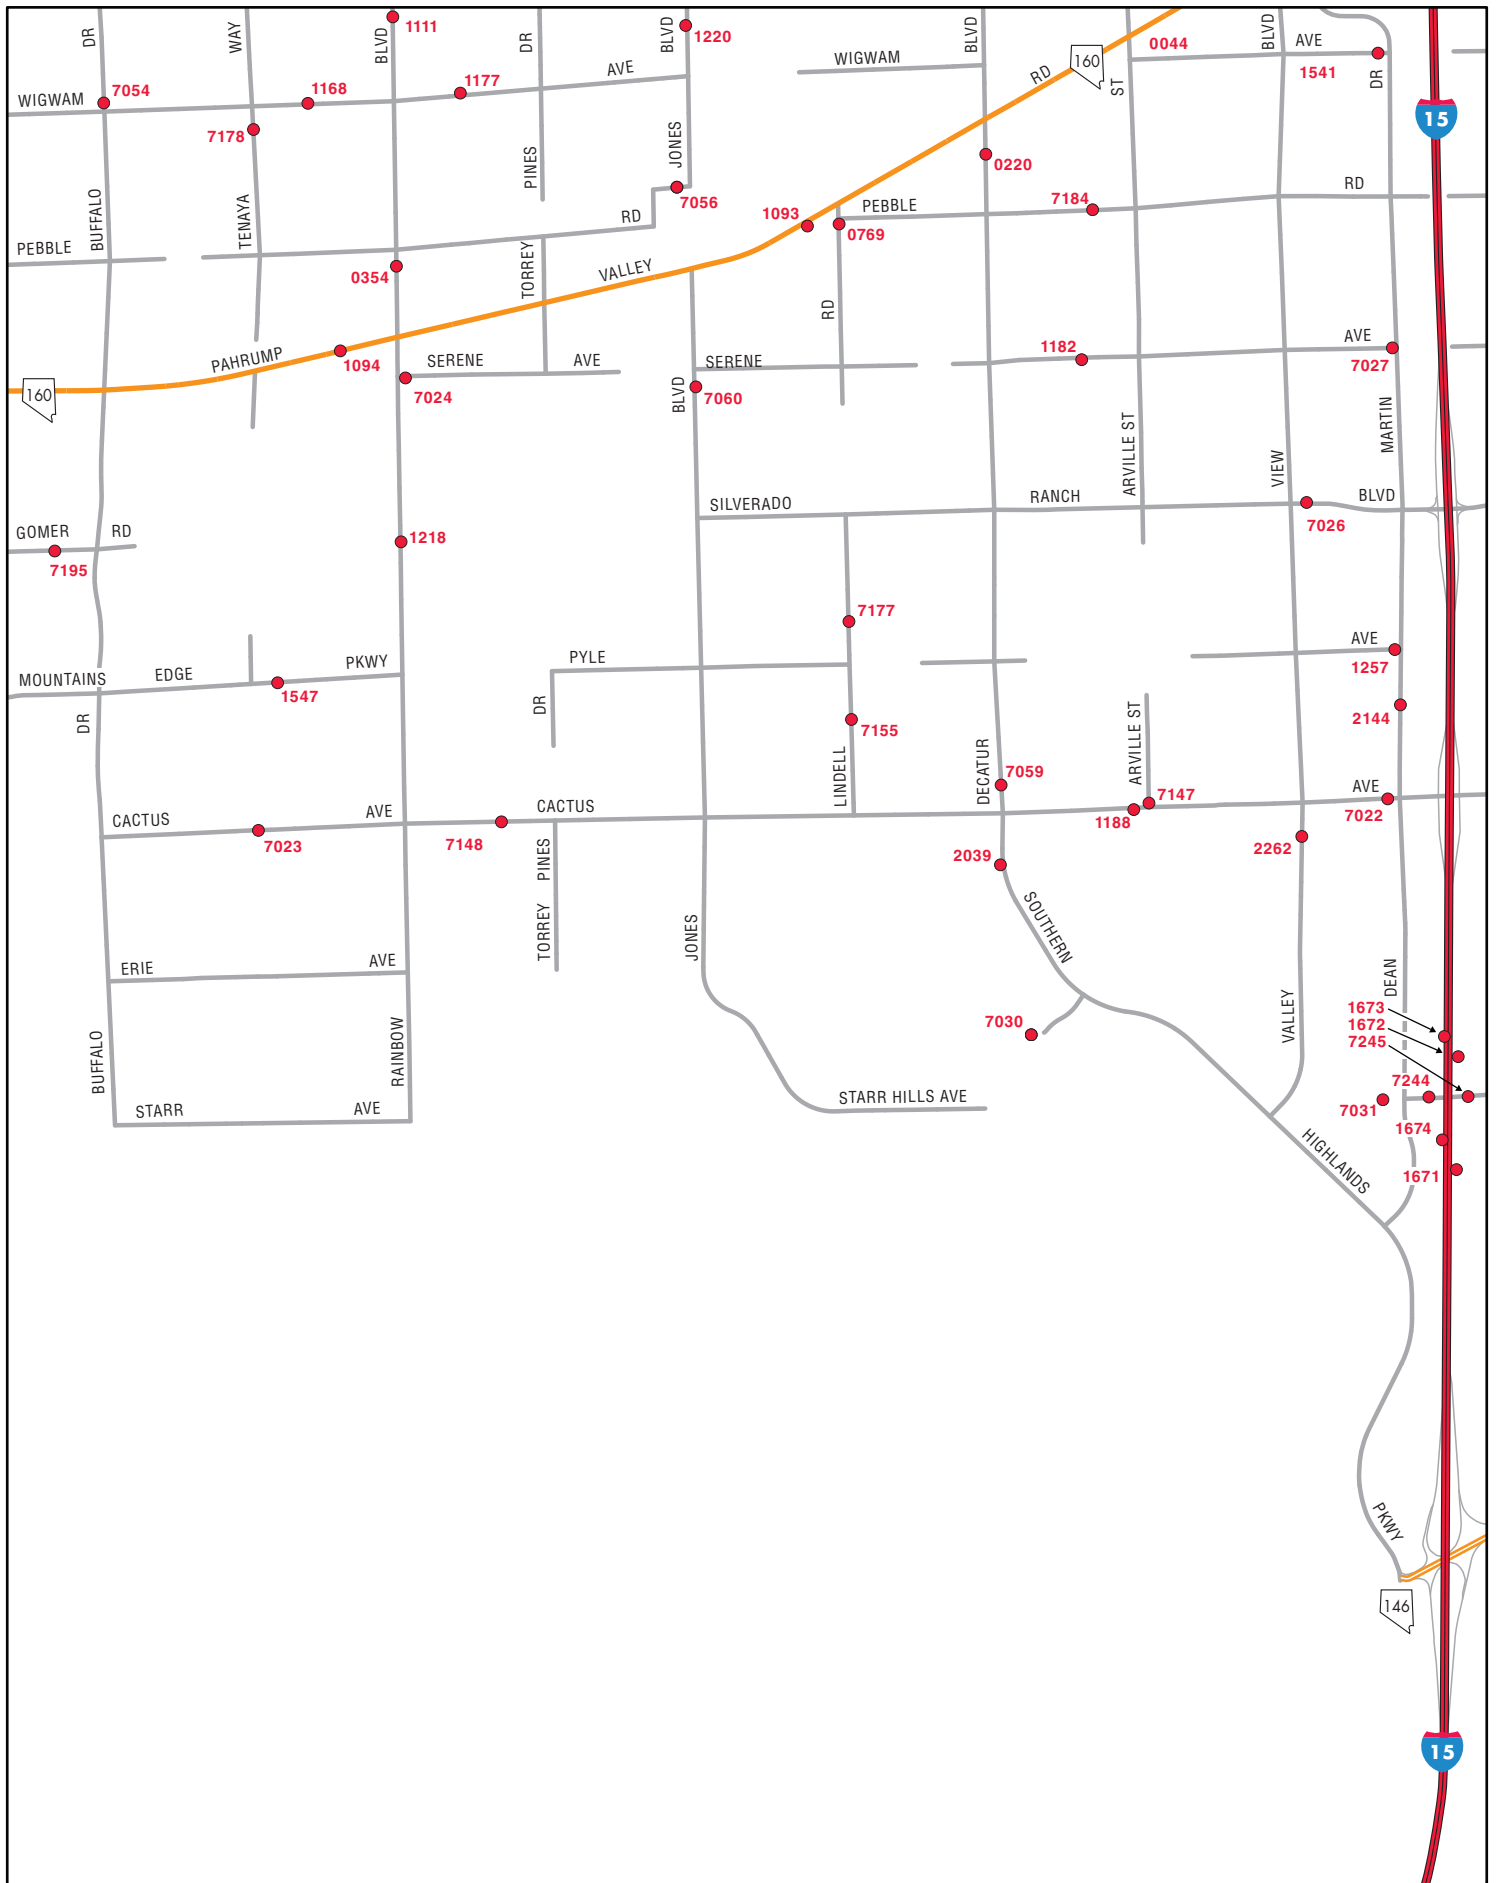 DR
WAY
BLVD
1111
DR
BLVD
1220
BLVD
0044
BLVD
AVE
1541
DR
WIGWAM
7054
1168
1177
AVE
WIGWAM
RD
160
ST
15
7178
PINES
JONES
0220
BUFFALO
TENAYA
7056
RD
1093
PEBBLE
0769
7184
RD
PEBBLE
0354
TORREY
VALLEY
RD
PAHRUMP
1094
SERENE
AVE
SERENE
1182
AVE
7027
160
7024
BLVD
7060
ARVILLE ST
MARTIN
SILVERADO
RANCH
VIEW
BLVD
7026
GOMER
RD
7195
1218
7177
AVE
1257
MOUNTAINS
EDGE
PKWY
1547
PYLE
DR
DR
7155
2144
ARVILLE ST
LINDELL
DECATUR
7059
7147
1188
AVE
7022
CACTUS
AVE
7023
7148
CACTUS
PINES
2039
2262
TORREY
JONES
SOUTHERN
ERIE
AVE
DEAN
VALLEY
1673
1672
7245
7030
BUFFALO
RAINBOW
7244
7031
STARR
AVE
STARR HILLS AVE
1674
HIGHLANDS
1671
PKWY
146
15